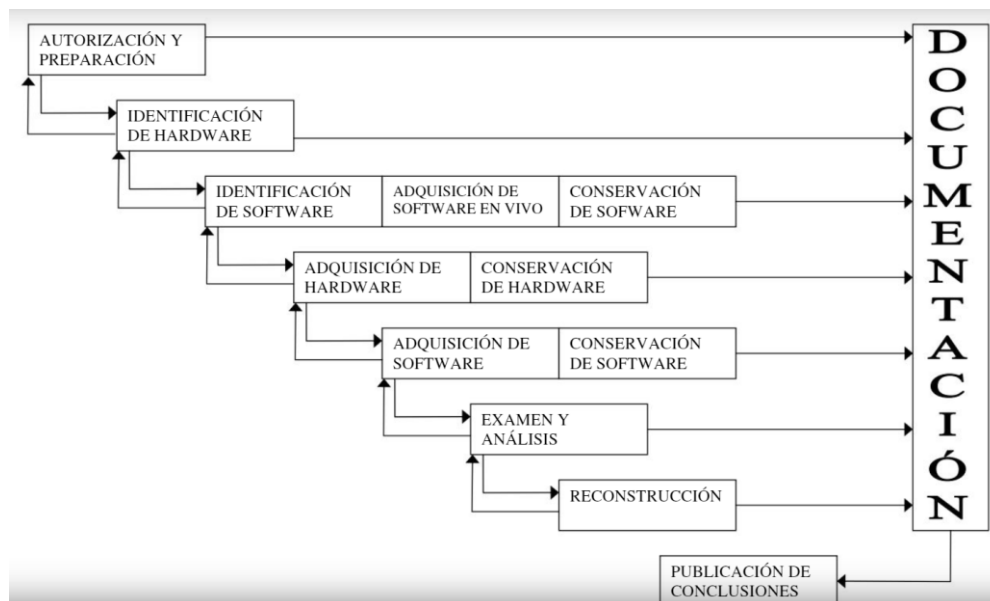 AUTORIZACIÓN Y
PREPARACIÓN
IDENTIFICACIÓN
DE HARDWARE
IDENTIFICACIÓN
DE SOFTWARE
ADQUISICIÓN DE
SOFTWARE EN VIVO
CONSERVACIÓN
DE SOFWARE
ADQUISICIÓN DE
HARDWARE
CONSERVACIÓN
DE HARDWARE
ADQUISICIÓN DE
SOFTWARE
CONSERVACIÓN
DE SOFTWARE
EXAMEN Y
ANÁLISIS
RECONSTRUCCIÓN
DOCUMENTACIÓN
PUBLICACIÓN DE
CONCLUSIONES